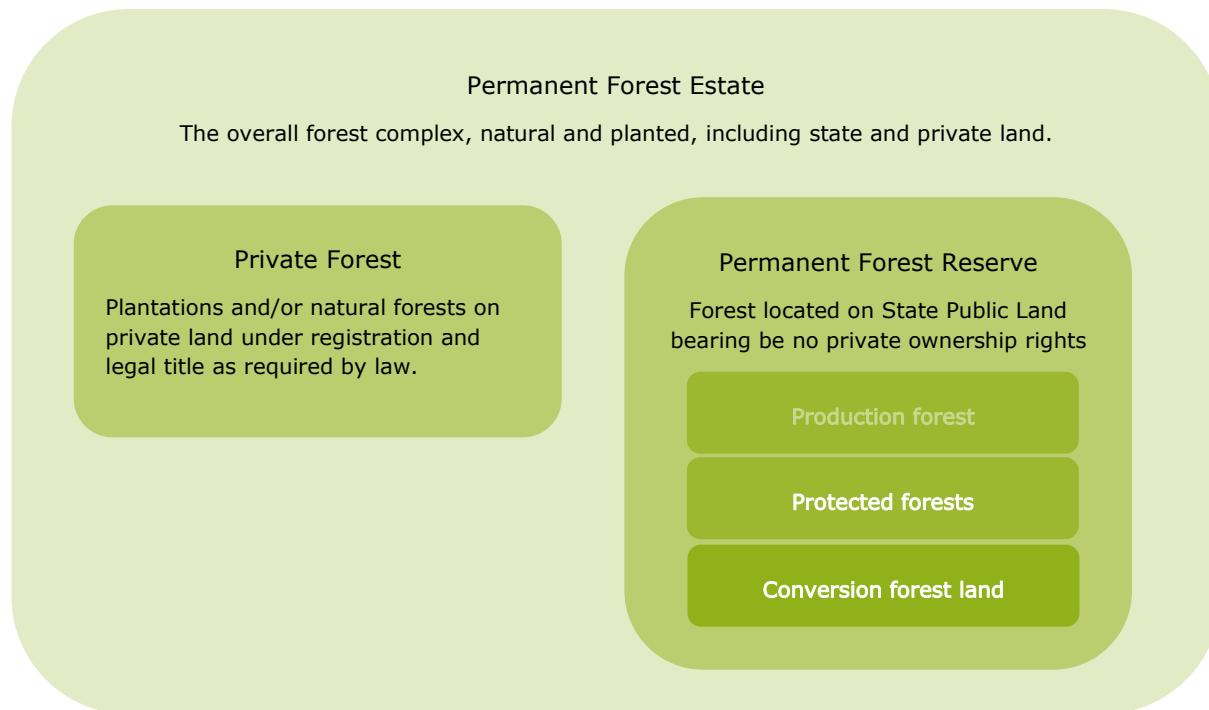 Permanent Forest Estate
The overall forest complex, natural and planted, including state and private land.
Private Forest
Plantations and/or natural forests on
private land under registration and
legal title as required by law.
Permanent Forest Reserve
Forest located on State Public Land
bearing be no private ownership rights
Production forest
Protected forests
Conversion forest land